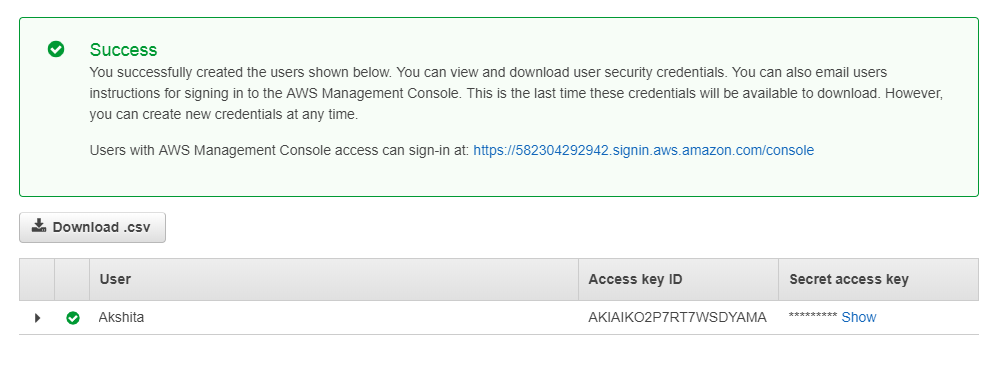 Success
You successfully created the users shown below. You can view and download user security credentials. You can also email users
instructions for signing in to the AWS Management Console. This is the last time these credentials will be available to download. However,
you can create new credentials at any time.
Users with AWS Management Console access can sign-in at: https://582304292942.signin.aws.amazon.com/console
Download .csv
User Access key ID Secret access key
Akshita AKIAIKO2P7RT7WSDYAMA ********* Show